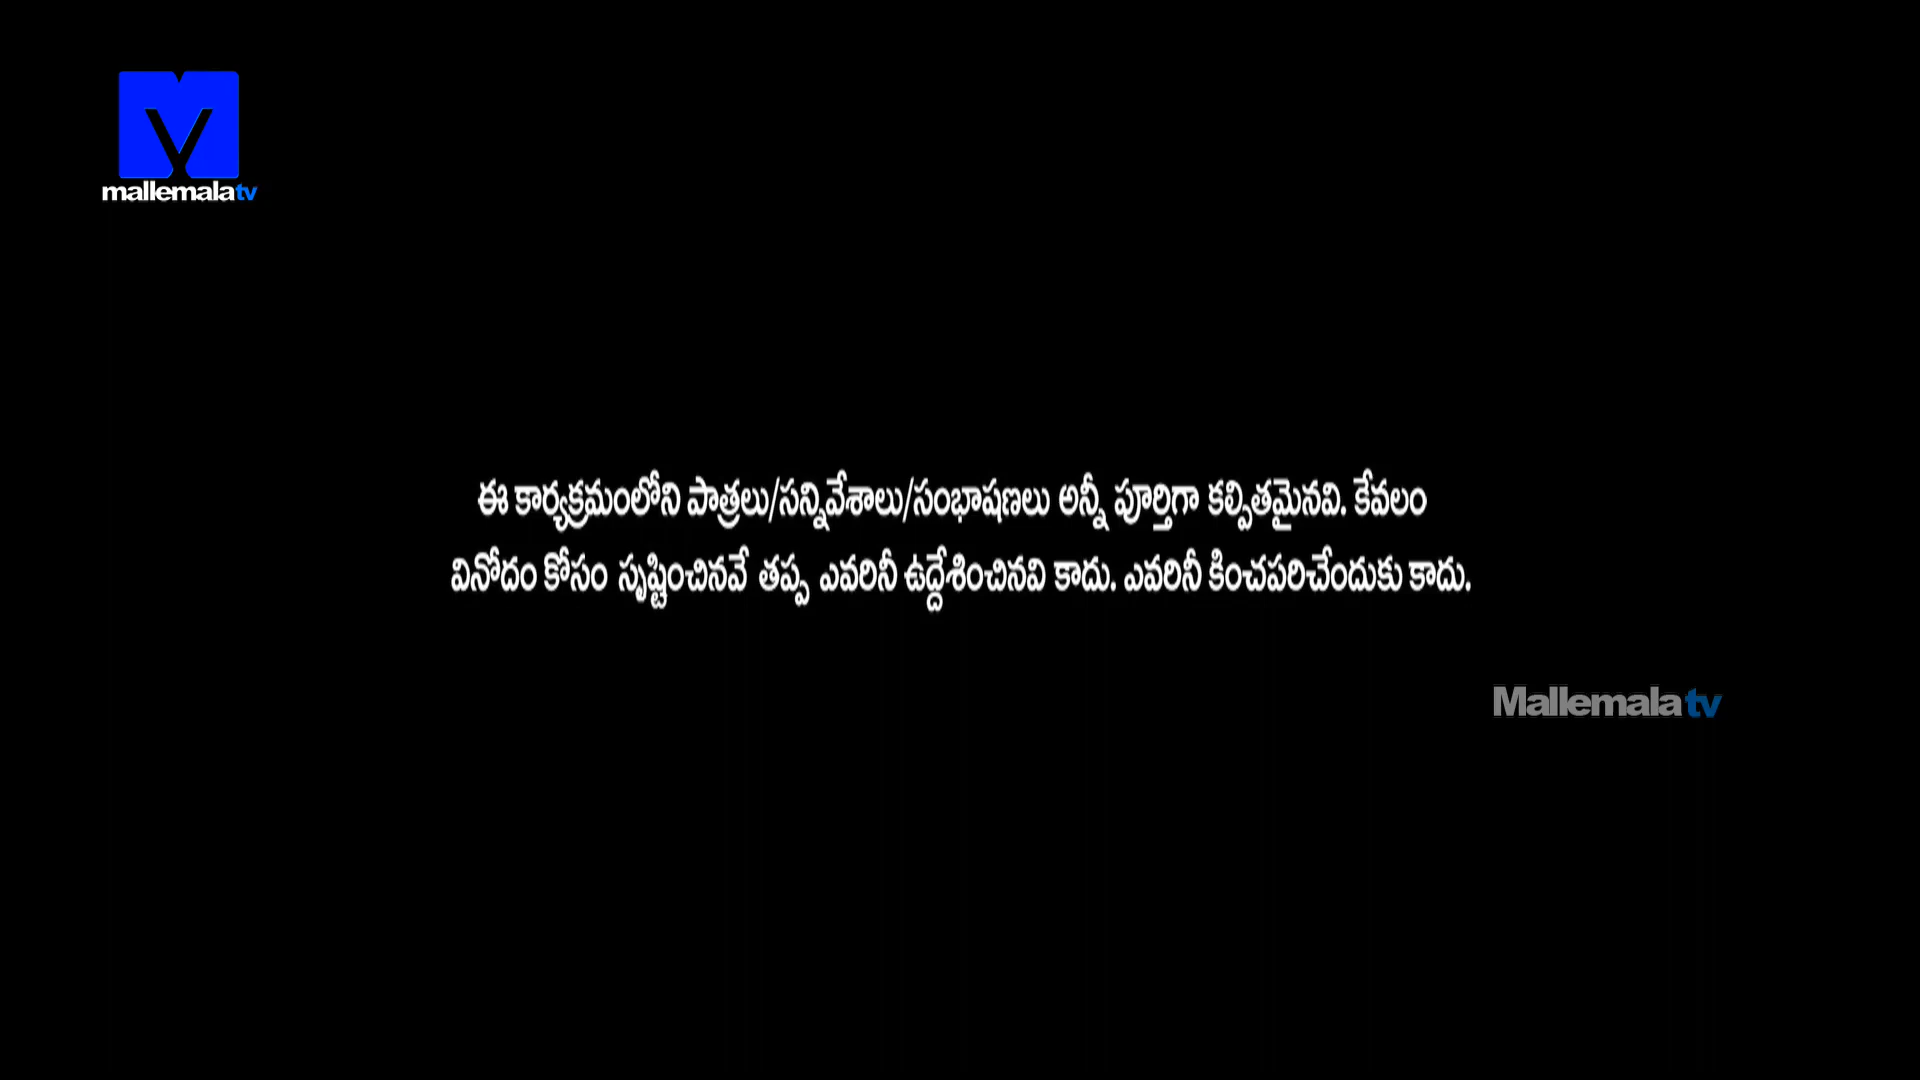 mallemalatv
ఈ కార్యక్రమంలోని పాత్రలు/సన్నివేశాలు/సంభాషణలు అన్నీ పూర్తిగా కల్పితమైనవి. కేవలం
వినోదం కోసం సృష్టించినవే తప్ప ఎవరినీ ఉద్దేశించినవి కాదు. ఎవరినీ కించపరిచేందుకు కాదు.
Mallemalatv